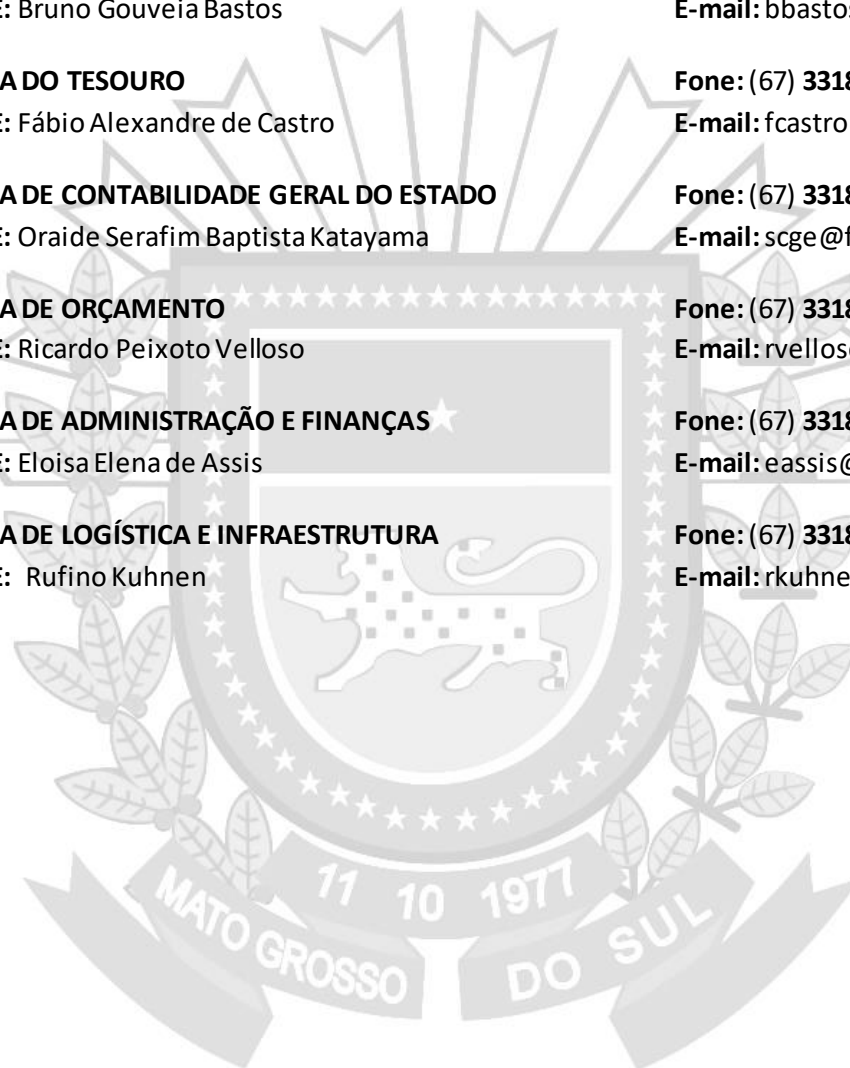 E: Bruno Gouveia Bastos E-mail: bbastos
A DO TESOURO Fone: (67) 3318
E: Fábio Alexandre de Castro E-mail: fcastro
A DE CONTABILIDADE GERAL DO ESTADO Fone: (67) 3318
E: Oraide Serafim Baptista Katayama E-mail: scge@f
A DE ORÇAMENTO Fone: (67) 3318
E: Ricardo Peixoto Velloso E-mail: rvellos
A DE ADMINISTRAÇÃO E FINANÇAS Fone: (67) 3318
E: Eloisa Elena de Assis E-mail: eassis@
A DE LOGÍSTICA E INFRAESTRUTURA Fone: (67) 3318
E: Rufino Kuhnen E-mail: rkuhne
11 10 1977
MATO GROSSO DO SUL